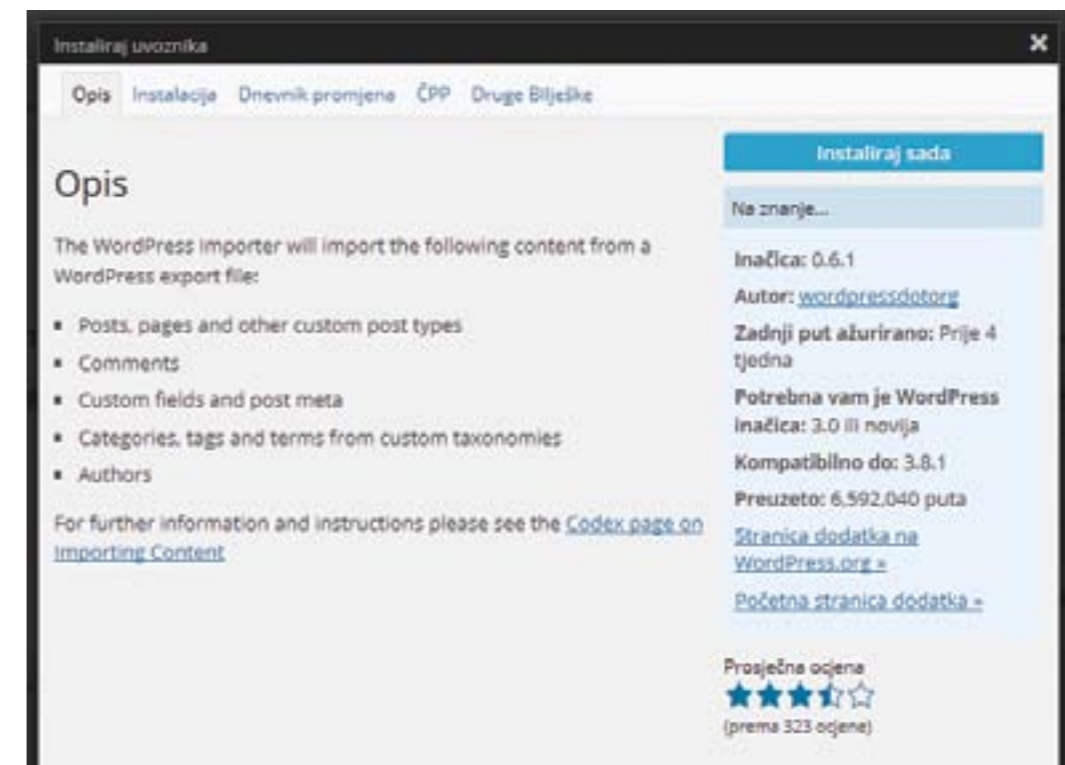 Instaliraj uvoznika
Opis Instalacija Dnevnik promjena ČPP Druge Bilješke
Opis
The WordPress Importer will import the following content from a
WordPress export file:
Posts, pages and other custom post types
Comments
Custom fields and post meta
Categories, tags and terms from custom taxonomies
Authors
For further information and instructions please see the Codex page on
Importing Content
Instaliraj sada
Na znanje...
Inačica: 0.6.1
Autor: wordpressdotorg
Zadnji put ažurirano: Prije 4
tjedna
Potrebna vam je WordPress
inačica: 3.0 ili novija
Kompatibilno do: 3.8.1
Preuzeto: 6,592,040 puta
Stranica dodatka na
WordPress.org »
Početna stranica dodatka »
Prosječna ocjena
(prema 323 ocjene)